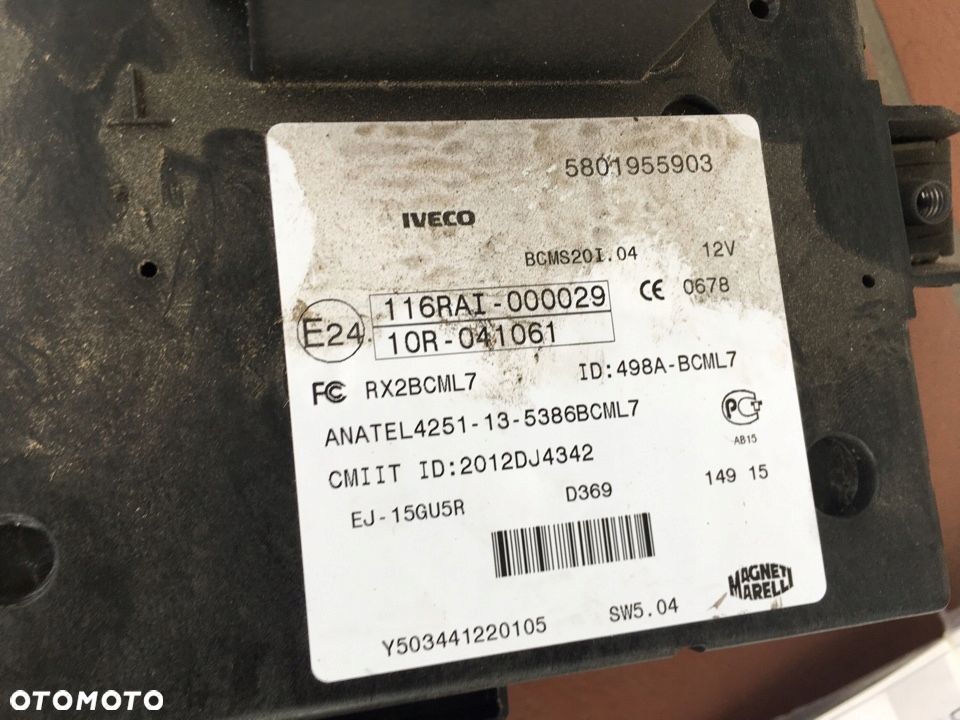 5801955903
IVECO
BCMS20I.04 12V
E24 116RAI-000029 CE 0678
10R-041061
FC RX2BCML7 ID:498A-BCML7
ANATEL4251-13-5386BCML7
AB15
CMIIT ID:2012DJ4342
EJ-15GU5R D369 149 15
MAGNETI
MARELLI
Y503441220105 SW5.04
OTOMOTO